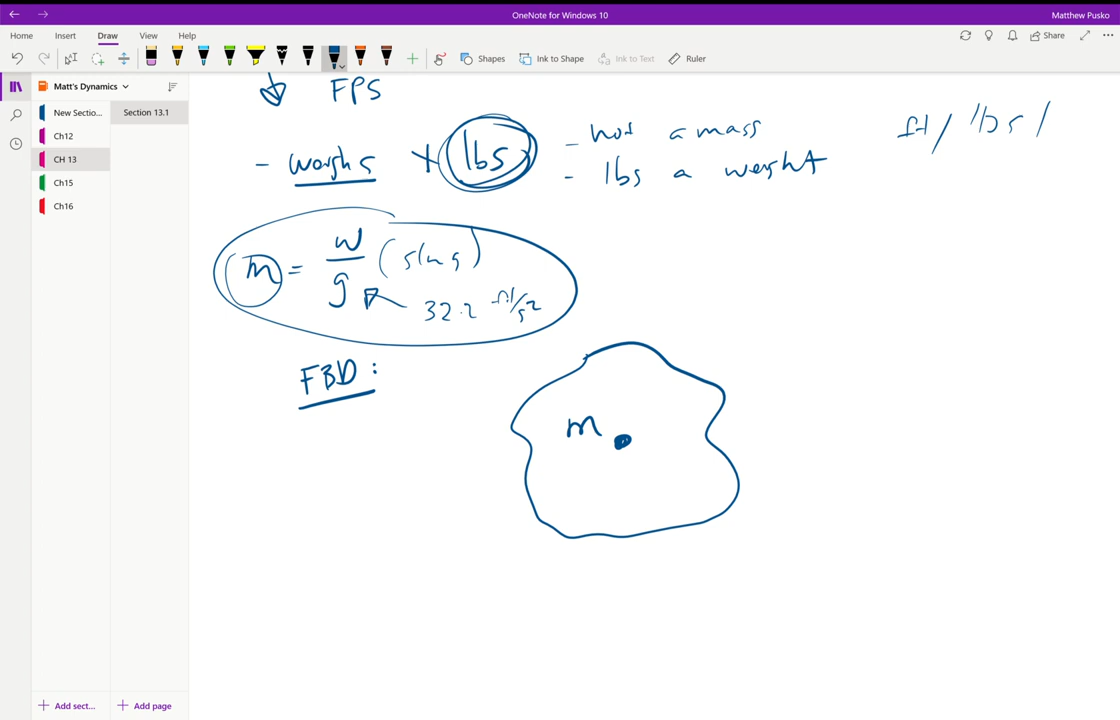 OneNote for Windows 10
Matthew Pusko
Home Insert Draw View Help
Share
Shapes Ink to Shape Ink to Text Ruler
Matt's Dynamics
New Sectio... Section 13.1
Ch12
CH 13
Ch15
Ch16
FPS
- weighs * lbs - not a mass
- lbs a weight
ft/ lbs /
m = w/g (slug)
32.2 ft/s²
FBD:
m
Add sect... Add page